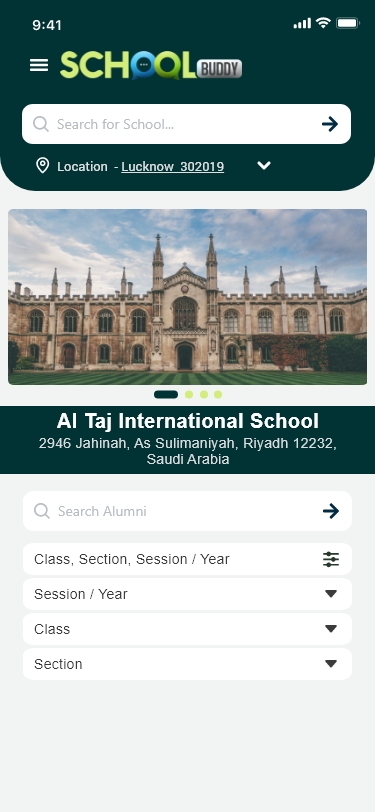 9:41
SCHOOL BUDDY
Search for School...
Location - Lucknow 302019
Al Taj International School
2946 Jahinah, As Sulimaniyah, Riyadh 12232,
Saudi Arabia
Search Alumni
Class, Section, Session / Year
Session / Year
Class
Section